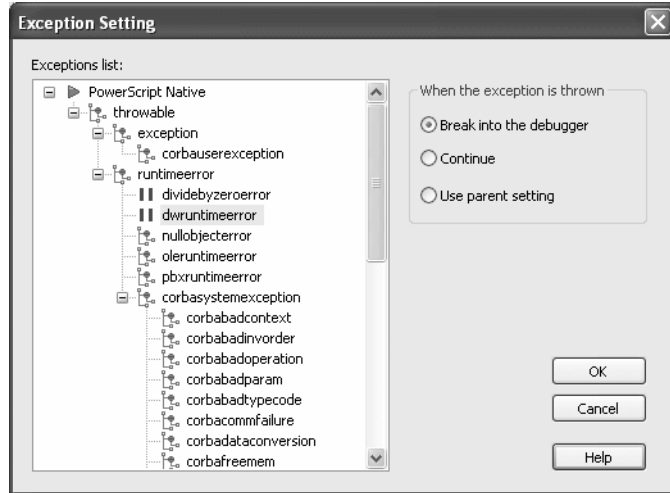 Exception Setting
Exceptions list:
PowerScript Native
throwable
exception
corbauserexception
runtimeerror
dividebyzeroerror
dwruntimeerror
nullobjecterror
oleruntimeerror
pbxruntimeerror
corbasystemexception
corbabadcontext
corbabadinvorder
corbabadoperation
corbabadparam
corbabadtypecode
corbacommfailure
corbadataconversion
corbafreemem
When the exception is thrown
Break into the debugger
Continue
Use parent setting
OK
Cancel
Help